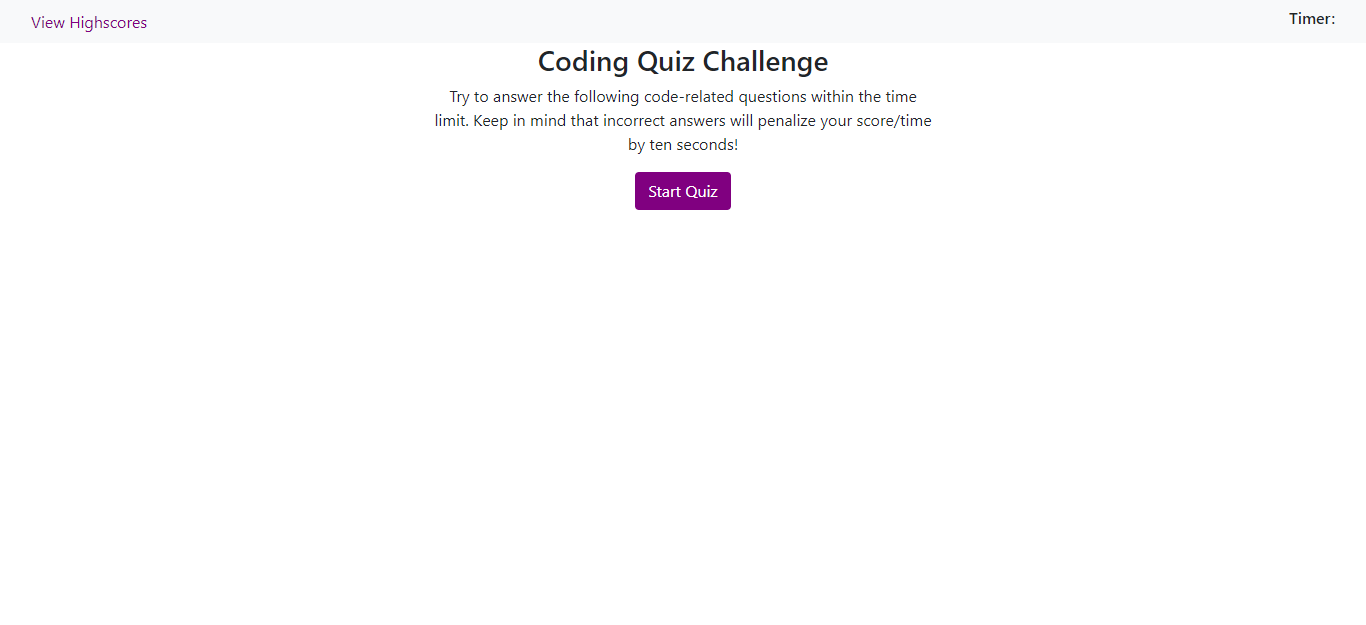 View Highscores
Timer:
Coding Quiz Challenge
Try to answer the following code-related questions within the time
limit. Keep in mind that incorrect answers will penalize your score/time
by ten seconds!
Start Quiz